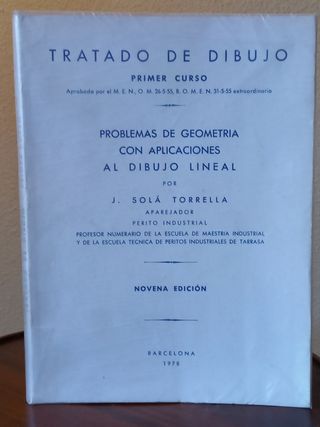 TRATADO DE DIBUJO
PRIMER CURSO
Aprobado por el M. E. N., O. M. 26-5-55, B. O. M. E. N. 31-5-55 extraordinario
PROBLEMAS DE GEOMETRIA
CON APLICACIONES
AL DIBUJO LINEAL
POR
J. SOLÁ TORRELLA
APAREJADOR
PERITO INDUSTRIAL
PROFESOR NUMERARIO DE LA ESCUELA DE MAESTRIA INDUSTRIAL
Y DE LA ESCUELA TECNICA DE PERITOS INDUSTRIALES DE TARRASA
NOVENA EDICIÓN
BARCELONA
1978